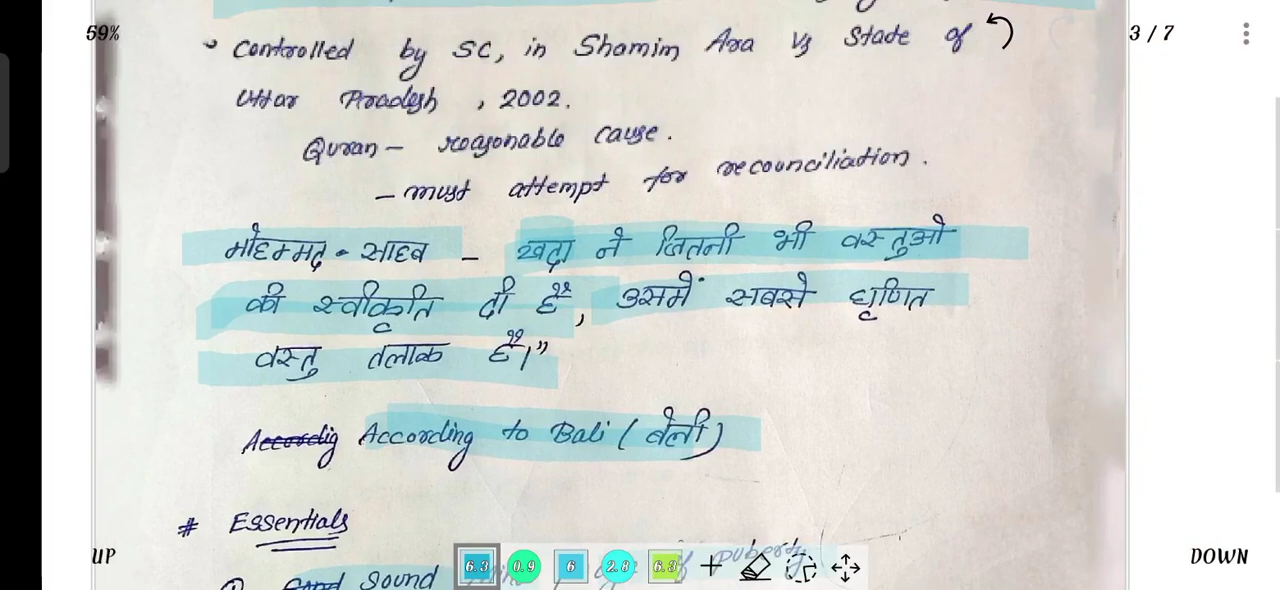 59%
3 / 7
• Controlled by SC, in Shamim Ara Vs State of
Uttar Pradesh , 2002.
Quran - reasonable cause.
- must attempt for reconciliation.
मोहम्मद - साहब - खुदा ने जितनी भी वस्तुओ
की स्वीकृति दी है, उसमें सबसे घृणित
वस्तु तलाक है।”
According to Bali (बेली)
# Essentials
UP
6.3 0.9 6 2.8 6.3
of puberty
DOWN
Sound